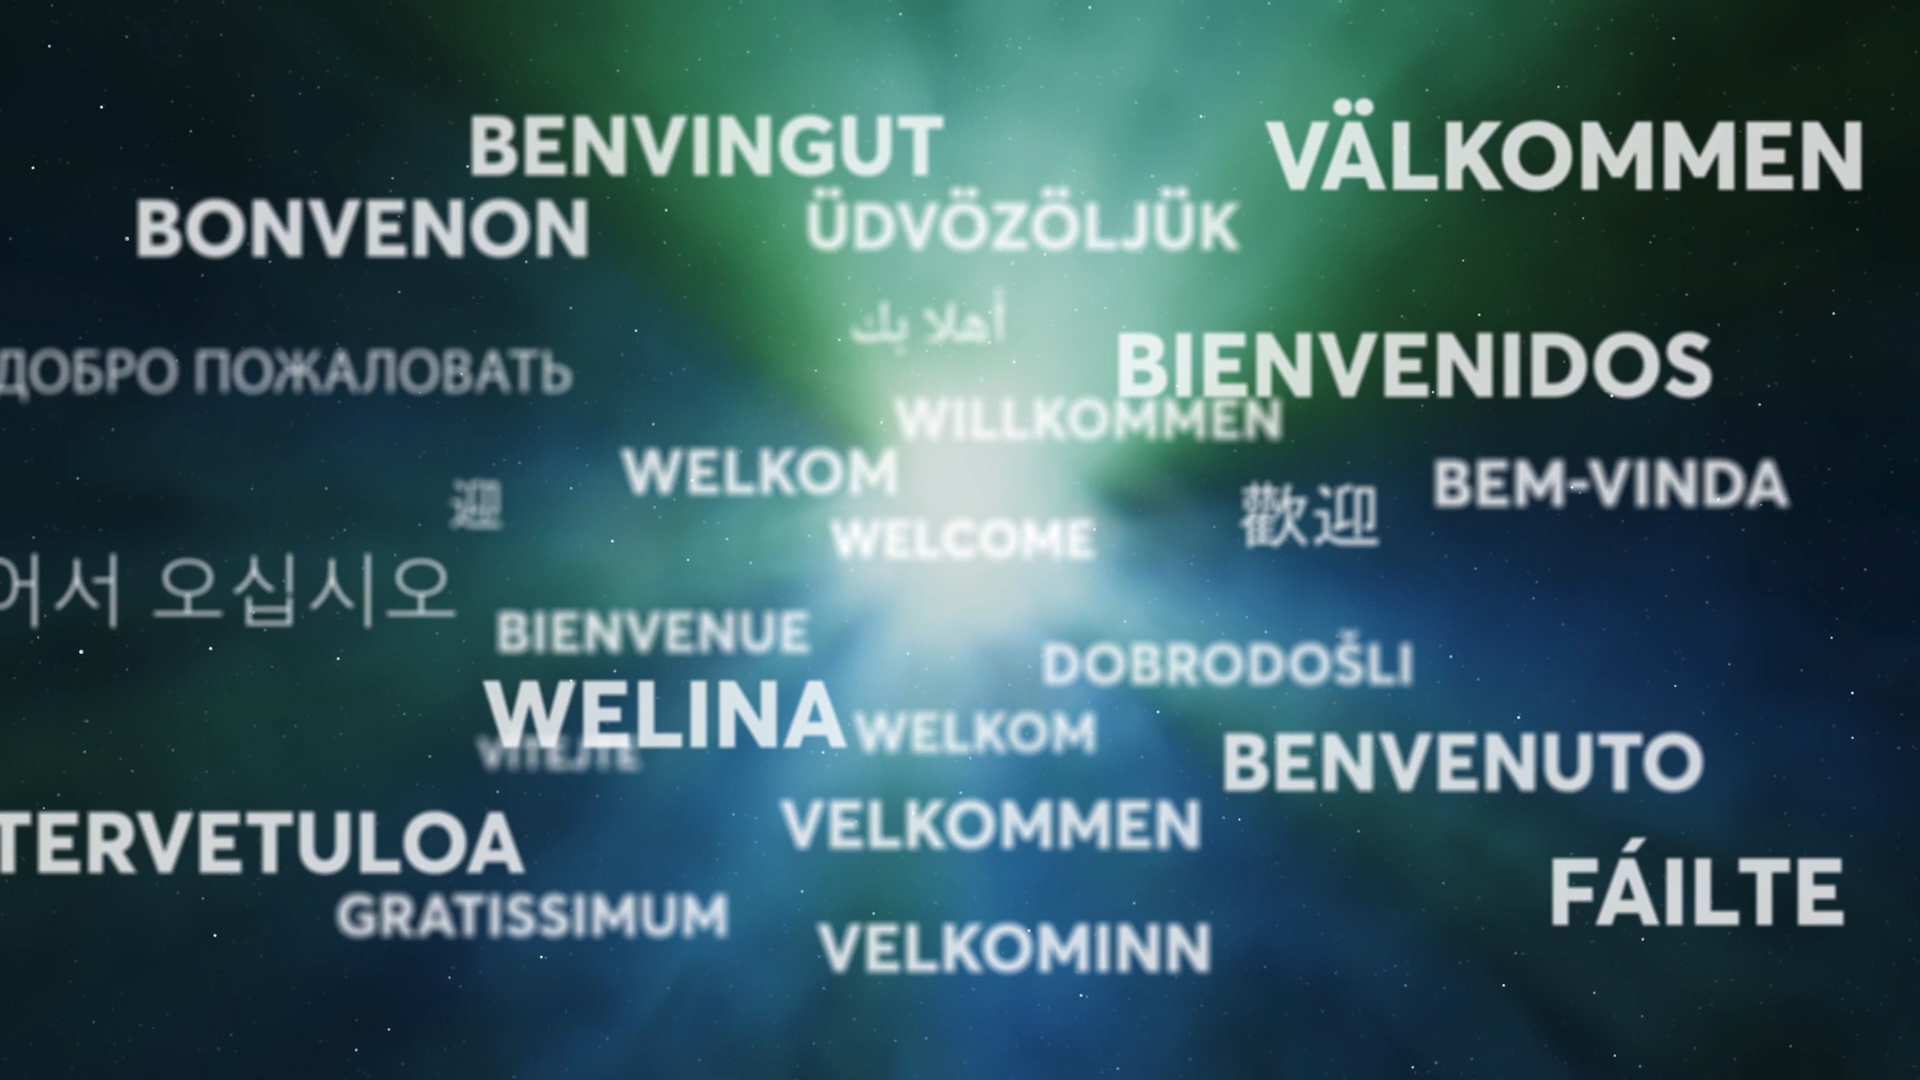 BENVINGUT
VÄLKOMMEN
BONVENON
ÜDVÖZÖLJÜK
أهلا بك
BIENVENIDOS
ДОБРО ПОЖАЛОВАТЬ
WILLKOMMEN
WELKOM
BEM-VINDA
迎
歡迎
WELCOME
어서 오십시오
BIENVENUE
DOBRODOŠLI
WELINA
WELKOM
VÍTEJTE
BENVENUTO
VELKOMMEN
TERVETULOA
FÁILTE
GRATISSIMUM
VELKOMINN